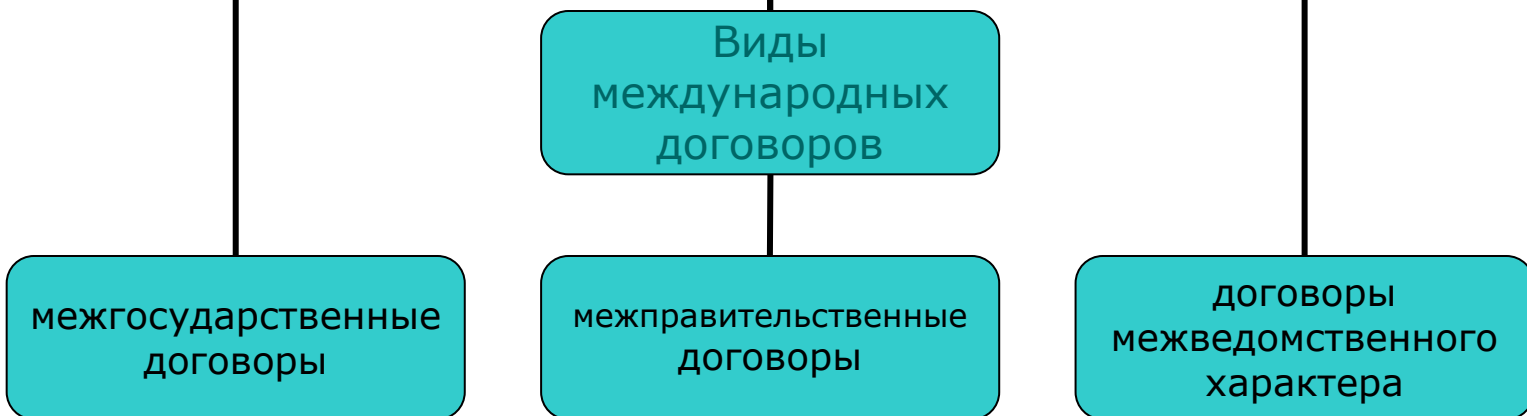 Виды
международных
договоров
межгосударственные
договоры
межправительственные
договоры
договоры
межведомственного
характера